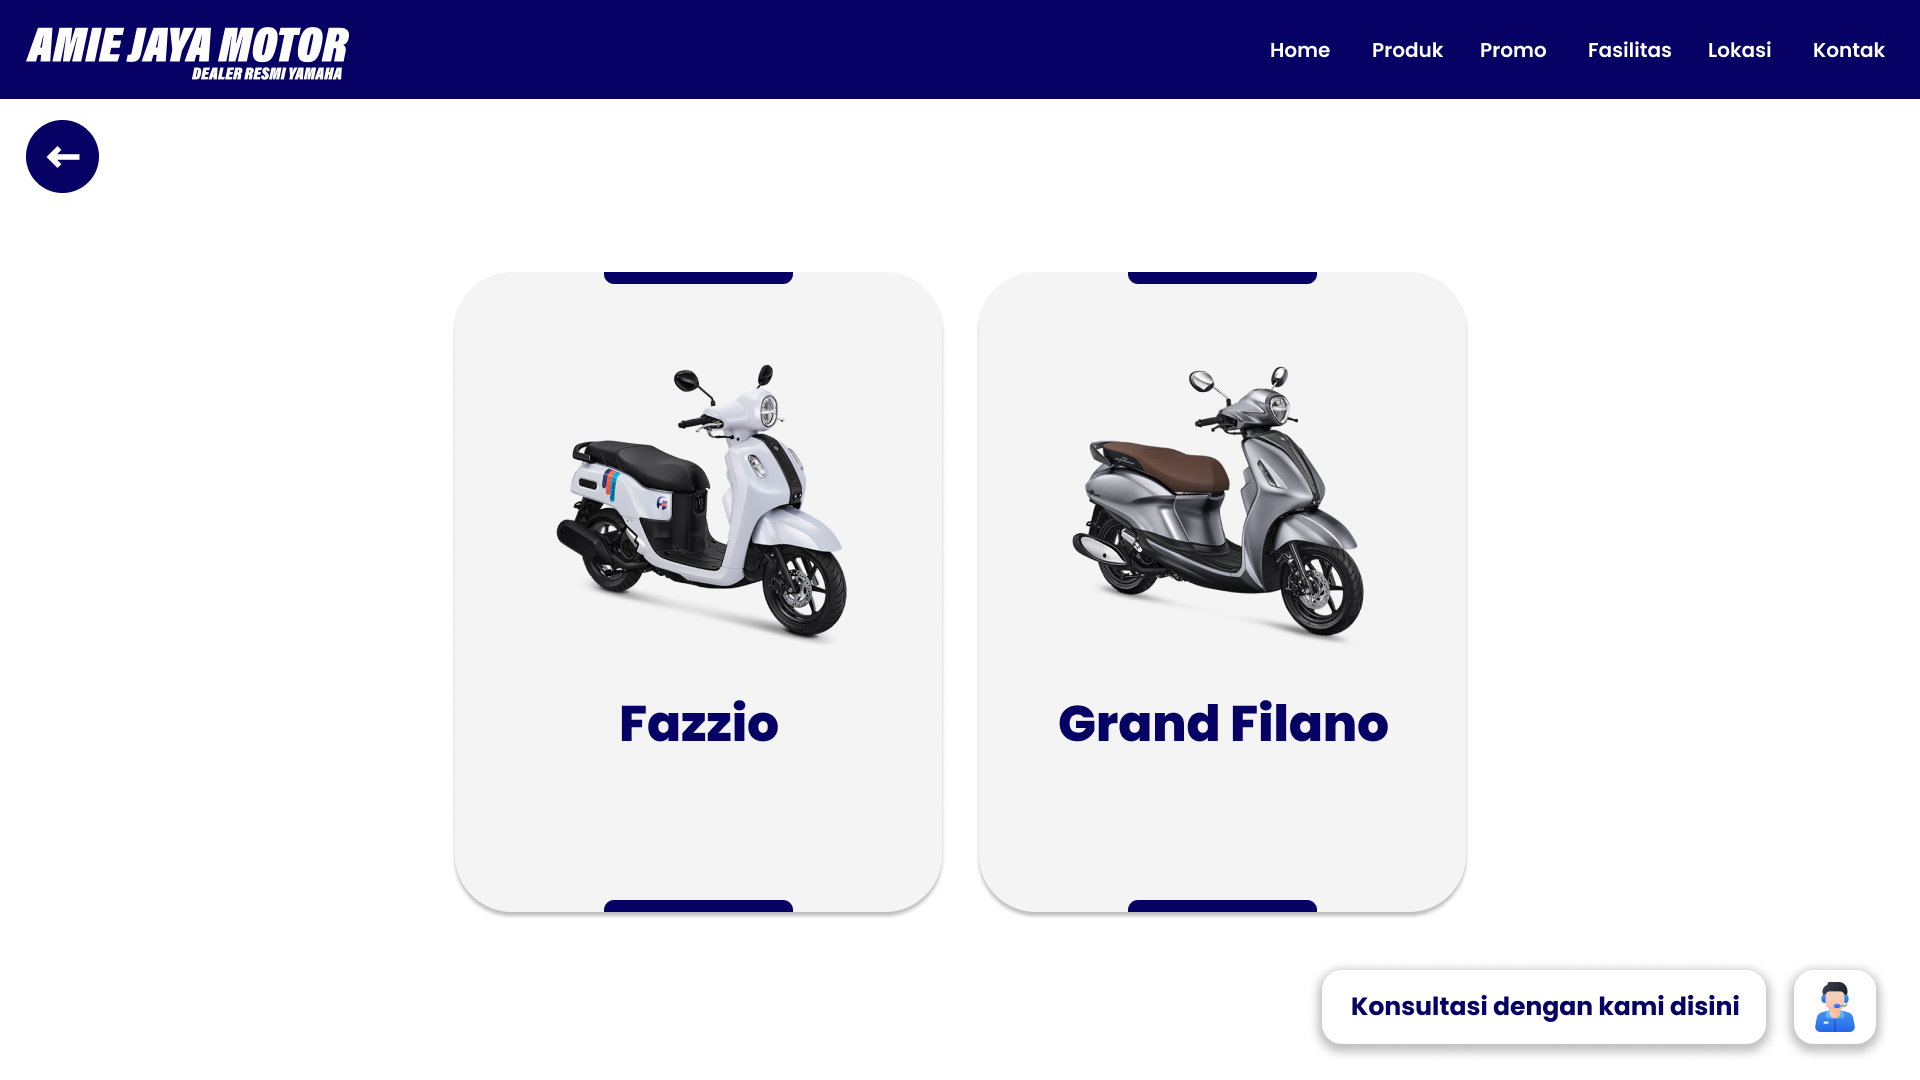 AMIE JAYA MOTOR
DEALER RESMI YAMAHA
Home Produk Promo Fasilitas Lokasi Kontak
Fazzio
Grand Filano
Konsultasi dengan kami disini